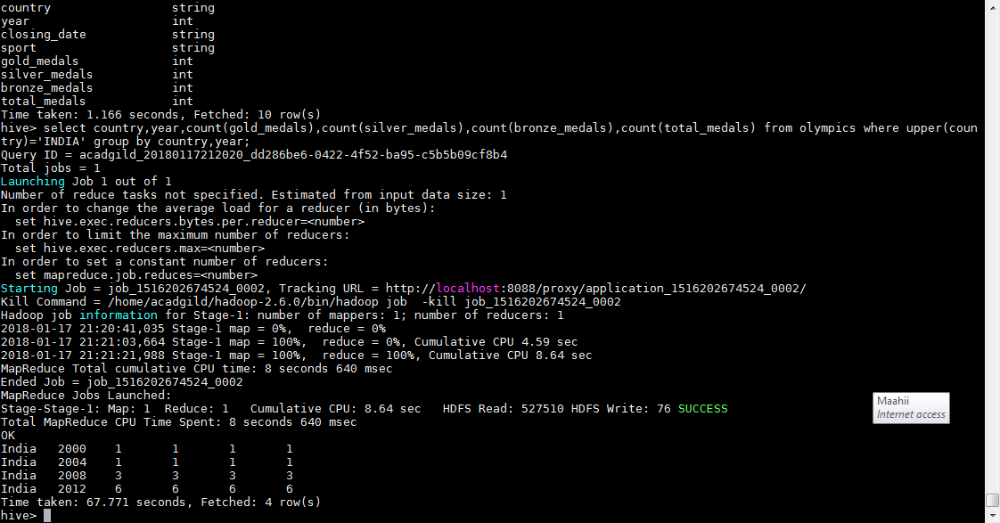 country                 string
year                    int
closing_date            string
sport                   string
gold_medals             int
silver_medals           int
bronze_medals           int
total_medals            int
Time taken: 1.166 seconds, Fetched: 10 row(s)
hive> select country,year,count(gold_medals),count(silver_medals),count(bronze_medals),count(total_medals) from olympics where upper(coun
try)='INDIA' group by country,year;
Query ID = acadgild_20180117212020_dd286be6-0422-4f52-ba95-c5b5b09cf8b4
Total jobs = 1
Launching Job 1 out of 1
Number of reduce tasks not specified. Estimated from input data size: 1
In order to change the average load for a reducer (in bytes):
  set hive.exec.reducers.bytes.per.reducer=<number>
In order to limit the maximum number of reducers:
  set hive.exec.reducers.max=<number>
In order to set a constant number of reducers:
  set mapreduce.job.reduces=<number>
Starting Job = job_1516202674524_0002, Tracking URL = http://localhost:8088/proxy/application_1516202674524_0002/
Kill Command = /home/acadgild/hadoop-2.6.0/bin/hadoop job  -kill job_1516202674524_0002
Hadoop job information for Stage-1: number of mappers: 1; number of reducers: 1
2018-01-17 21:20:41,035 Stage-1 map = 0%,  reduce = 0%
2018-01-17 21:21:03,664 Stage-1 map = 100%,  reduce = 0%, Cumulative CPU 4.59 sec
2018-01-17 21:21:21,988 Stage-1 map = 100%,  reduce = 100%, Cumulative CPU 8.64 sec
MapReduce Total cumulative CPU time: 8 seconds 640 msec
Ended Job = job_1516202674524_0002
MapReduce Jobs Launched:
Stage-Stage-1: Map: 1  Reduce: 1   Cumulative CPU: 8.64 sec   HDFS Read: 527510 HDFS Write: 76 SUCCESS
Total MapReduce CPU Time Spent: 8 seconds 640 msec
OK
India   2000    1       1       1       1
India   2004    1       1       1       1
India   2008    3       3       3       3
India   2012    6       6       6       6
Time taken: 67.771 seconds, Fetched: 4 row(s)
hive>
Maahii
Internet access